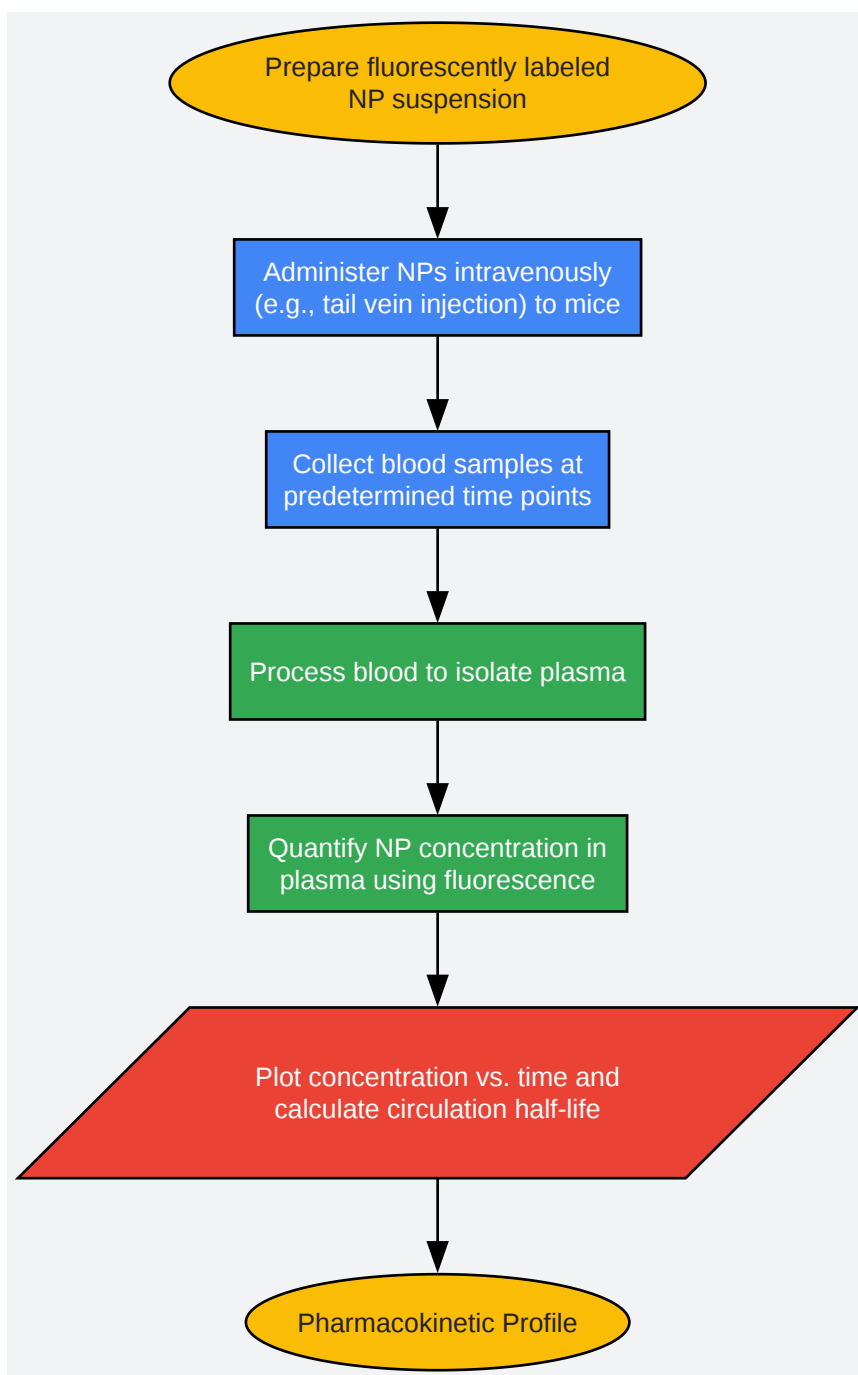 Prepare fluorescently labeled
NP suspension
Administer NPs intravenously
(e.g., tail vein injection) to mice
Collect blood samples at
predetermined time points
Process blood to isolate plasma
Quantify NP concentration in
plasma using fluorescence
Plot concentration vs. time and
calculate circulation half-life
Pharmacokinetic Profile